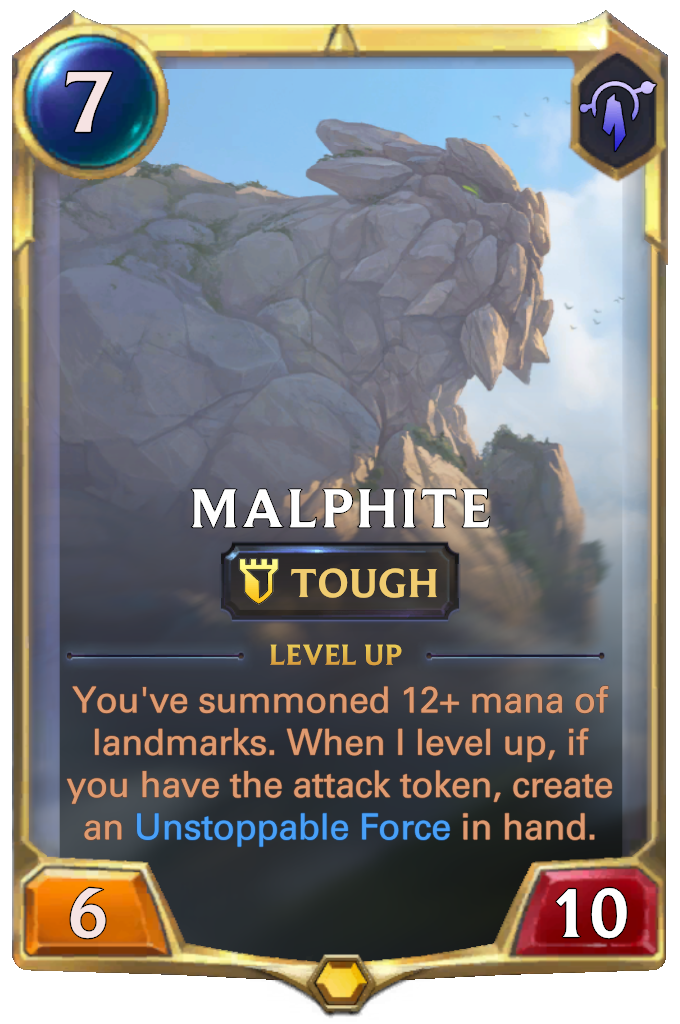 7
MALPHITE
TOUGH
LEVEL UP
You've summoned 12+ mana of
landmarks. When I level up, if
you have the attack token, create
an Unstoppable Force in hand.
6
10